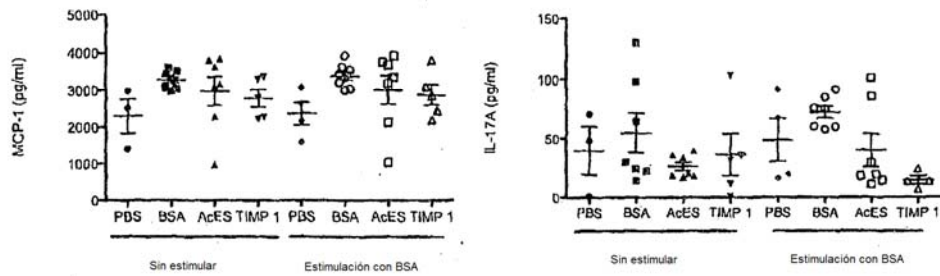 MCP-1 (pg/ml)
5000
4000
3000
2000
1000
0
PBS BSA AcES TIMP 1 PBS BSA AcES TIMP 1
Sin estimular Estimulación con BSA
IL-17A (pg/ml)
150
100
50
0
PBS BSA AcES TIMP 1 PBS BSA AcES TIMP 1
Sin estimular Estimulación con BSA